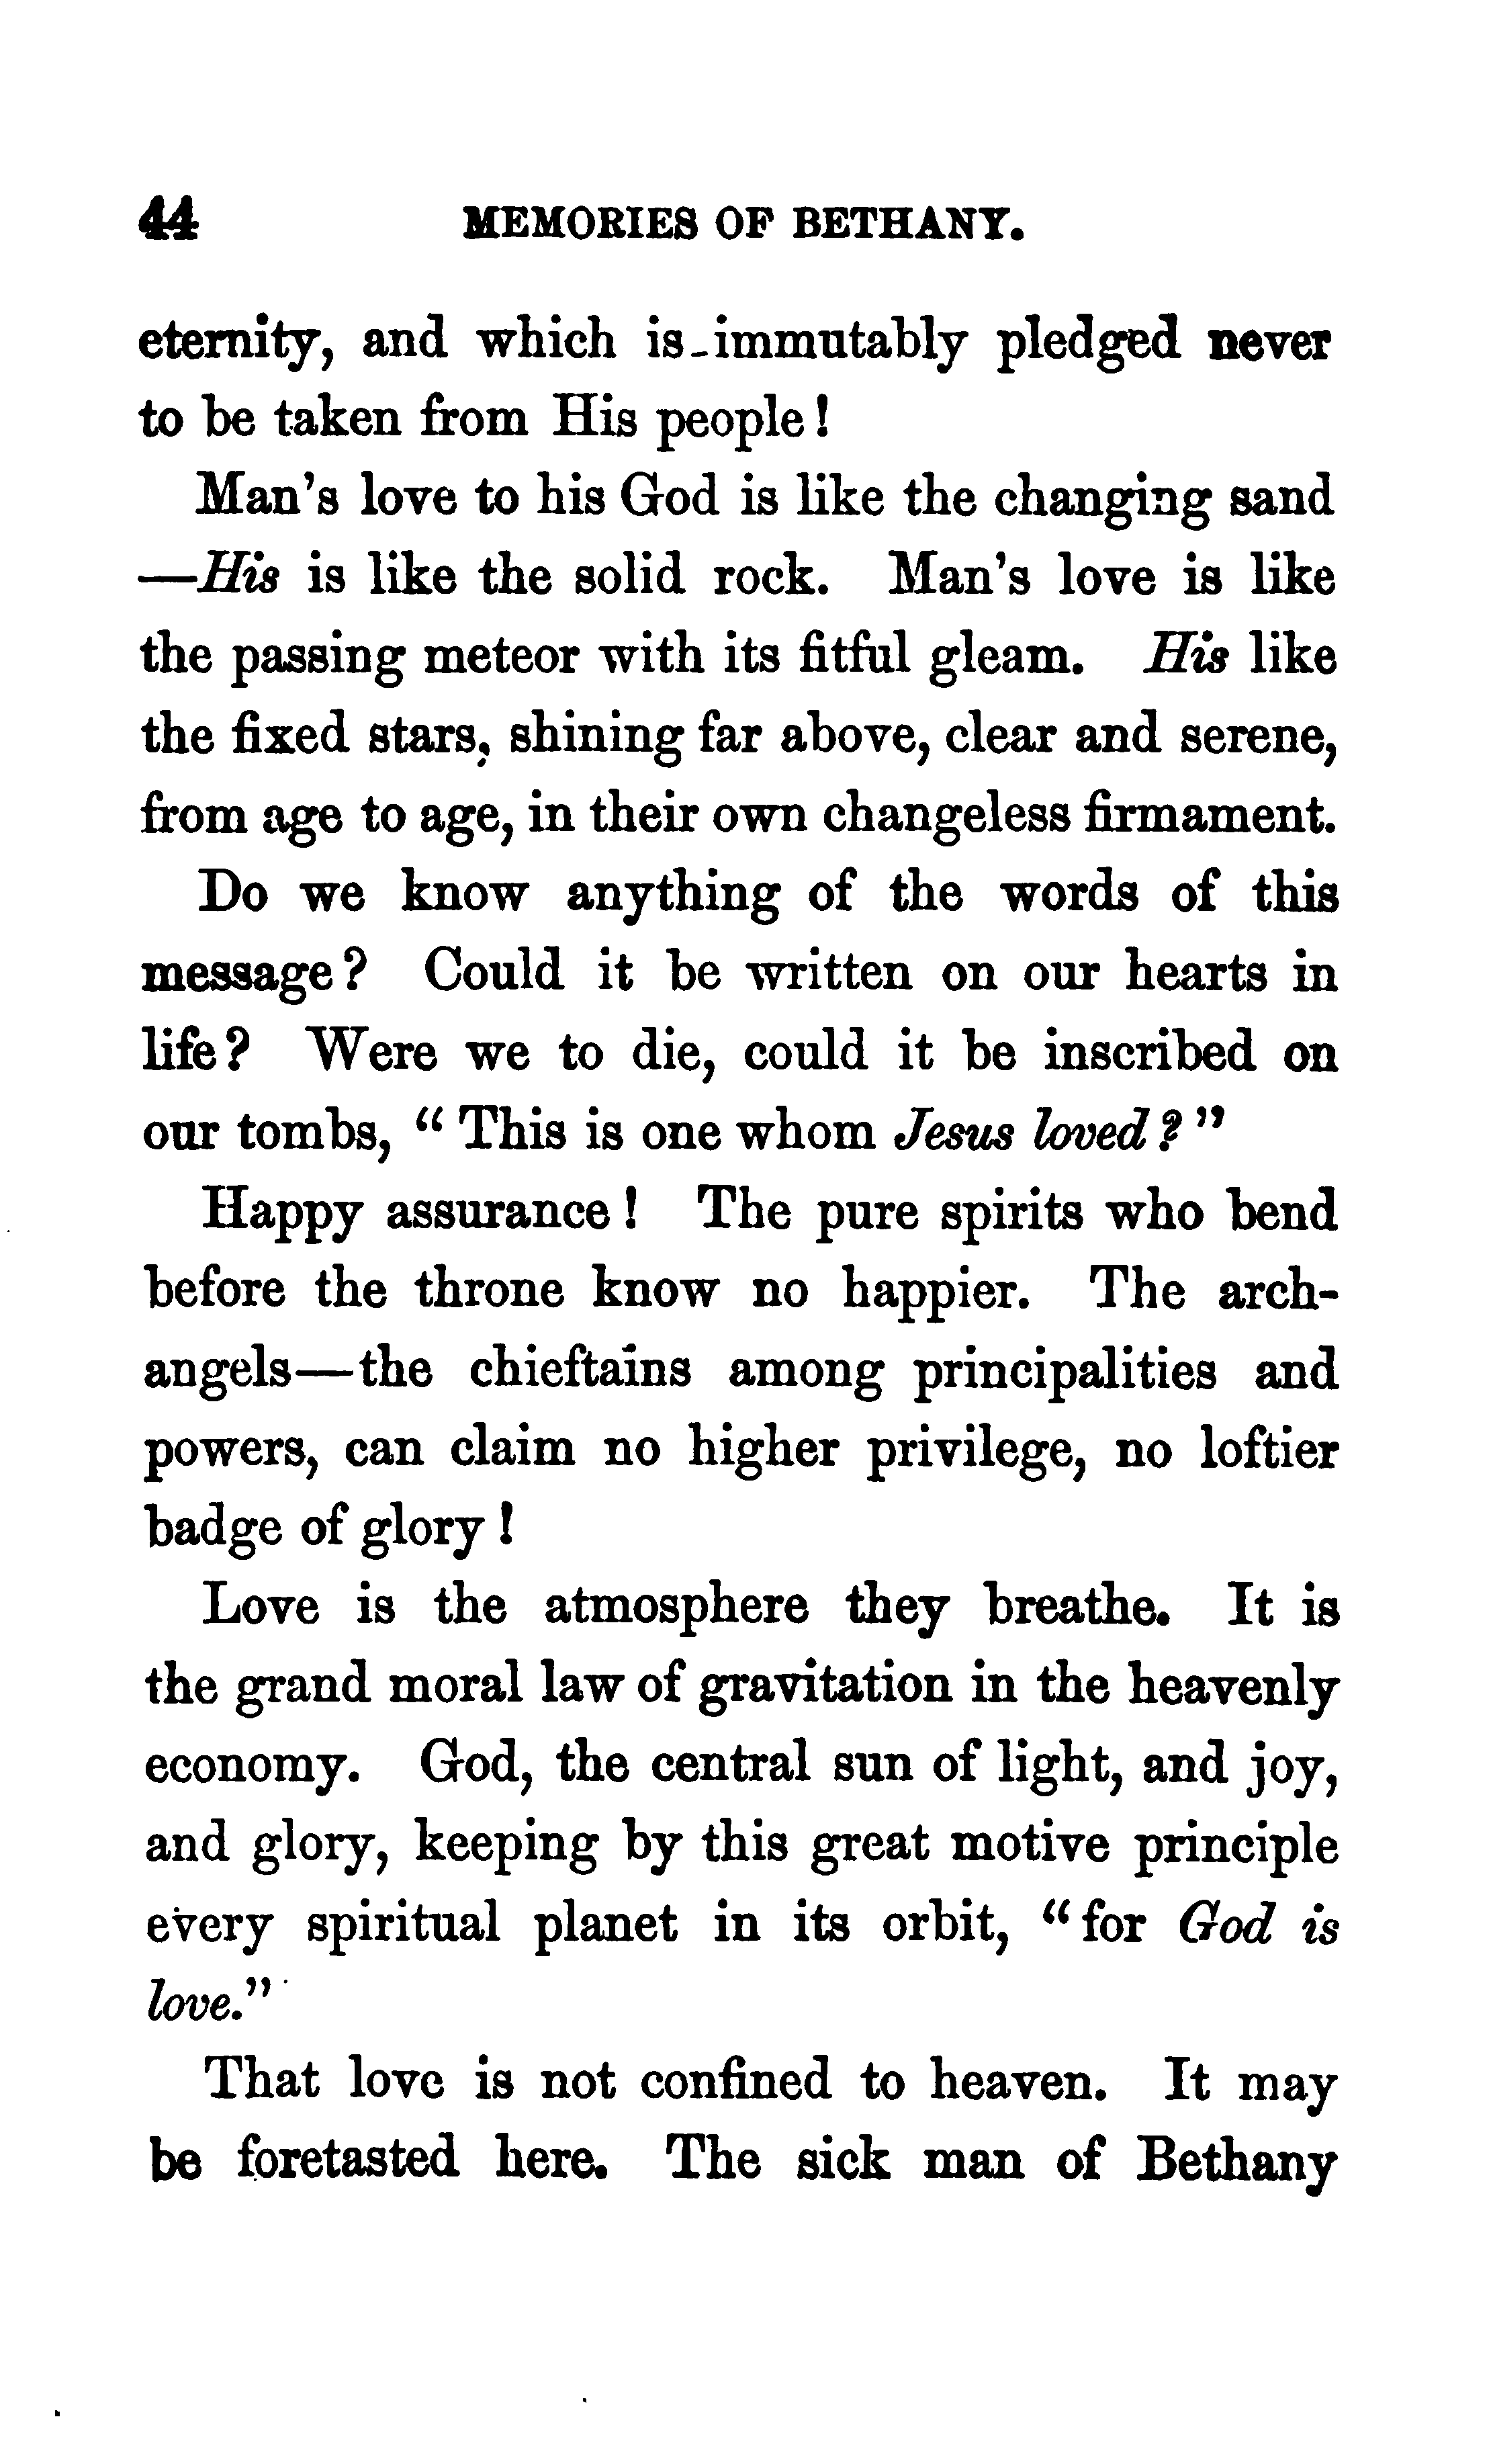 44 MEMORIES OF BETHANY.
eternity, and which is immutably pledged never
to be taken from His people!
Man's love to his God is like the changing sand
—His is like the solid rock. Man's love is like
the passing meteor with its fitful gleam. His like
the fixed stars, shining far above, clear and serene,
from age to age, in their own changeless firmament.
Do we know anything of the words of this
message? Could it be written on our hearts in
life? Were we to die, could it be inscribed on
our tombs, "This is one whom Jesus loved?"
Happy assurance! The pure spirits who bend
before the throne know no happier. The arch-
angels—the chieftains among principalities and
powers, can claim no higher privilege, no loftier
badge of glory!
Love is the atmosphere they breathe. It is
the grand moral law of gravitation in the heavenly
economy. God, the central sun of light, and joy,
and glory, keeping by this great motive principle
every spiritual planet in its orbit, "for God is
love."
That love is not confined to heaven. It may
be foretasted here. The sick man of Bethany